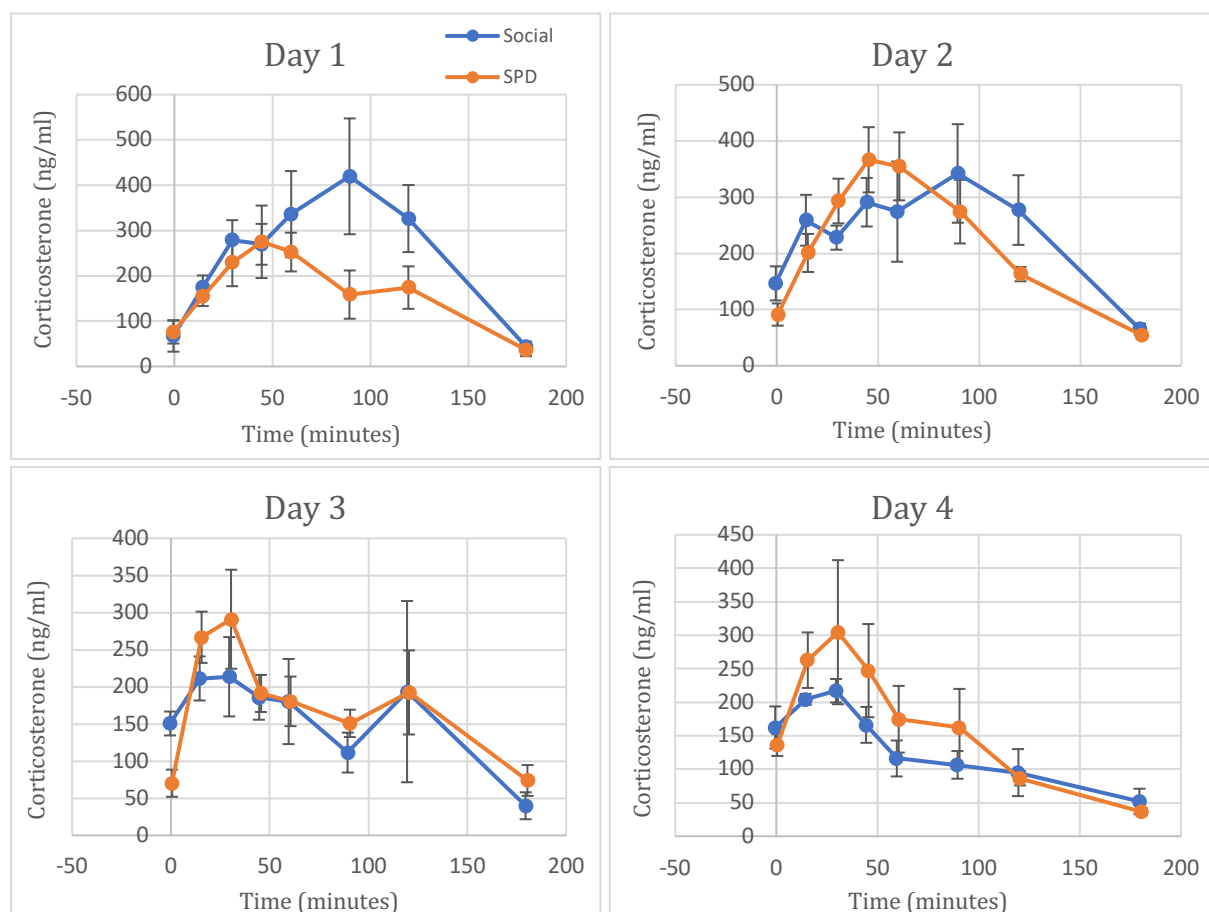 Day 1
Social
SPD
Corticosterone (ng/ml)
600
500
400
300
200
100
0
-50 0 50 100 150 200
Time (minutes)
Day 2
Corticosterone (ng/ml)
500
400
300
200
100
0
-50 0 50 100 150 200
Time (minutes)
Day 3
Corticosterone (ng/ml)
400
350
300
250
200
150
100
50
0
-50 0 50 100 150 200
Time (minutes)
Day 4
Corticosterone (ng/ml)
450
400
350
300
250
200
150
100
50
0
-50 0 50 100 150 200
Time (minutes)